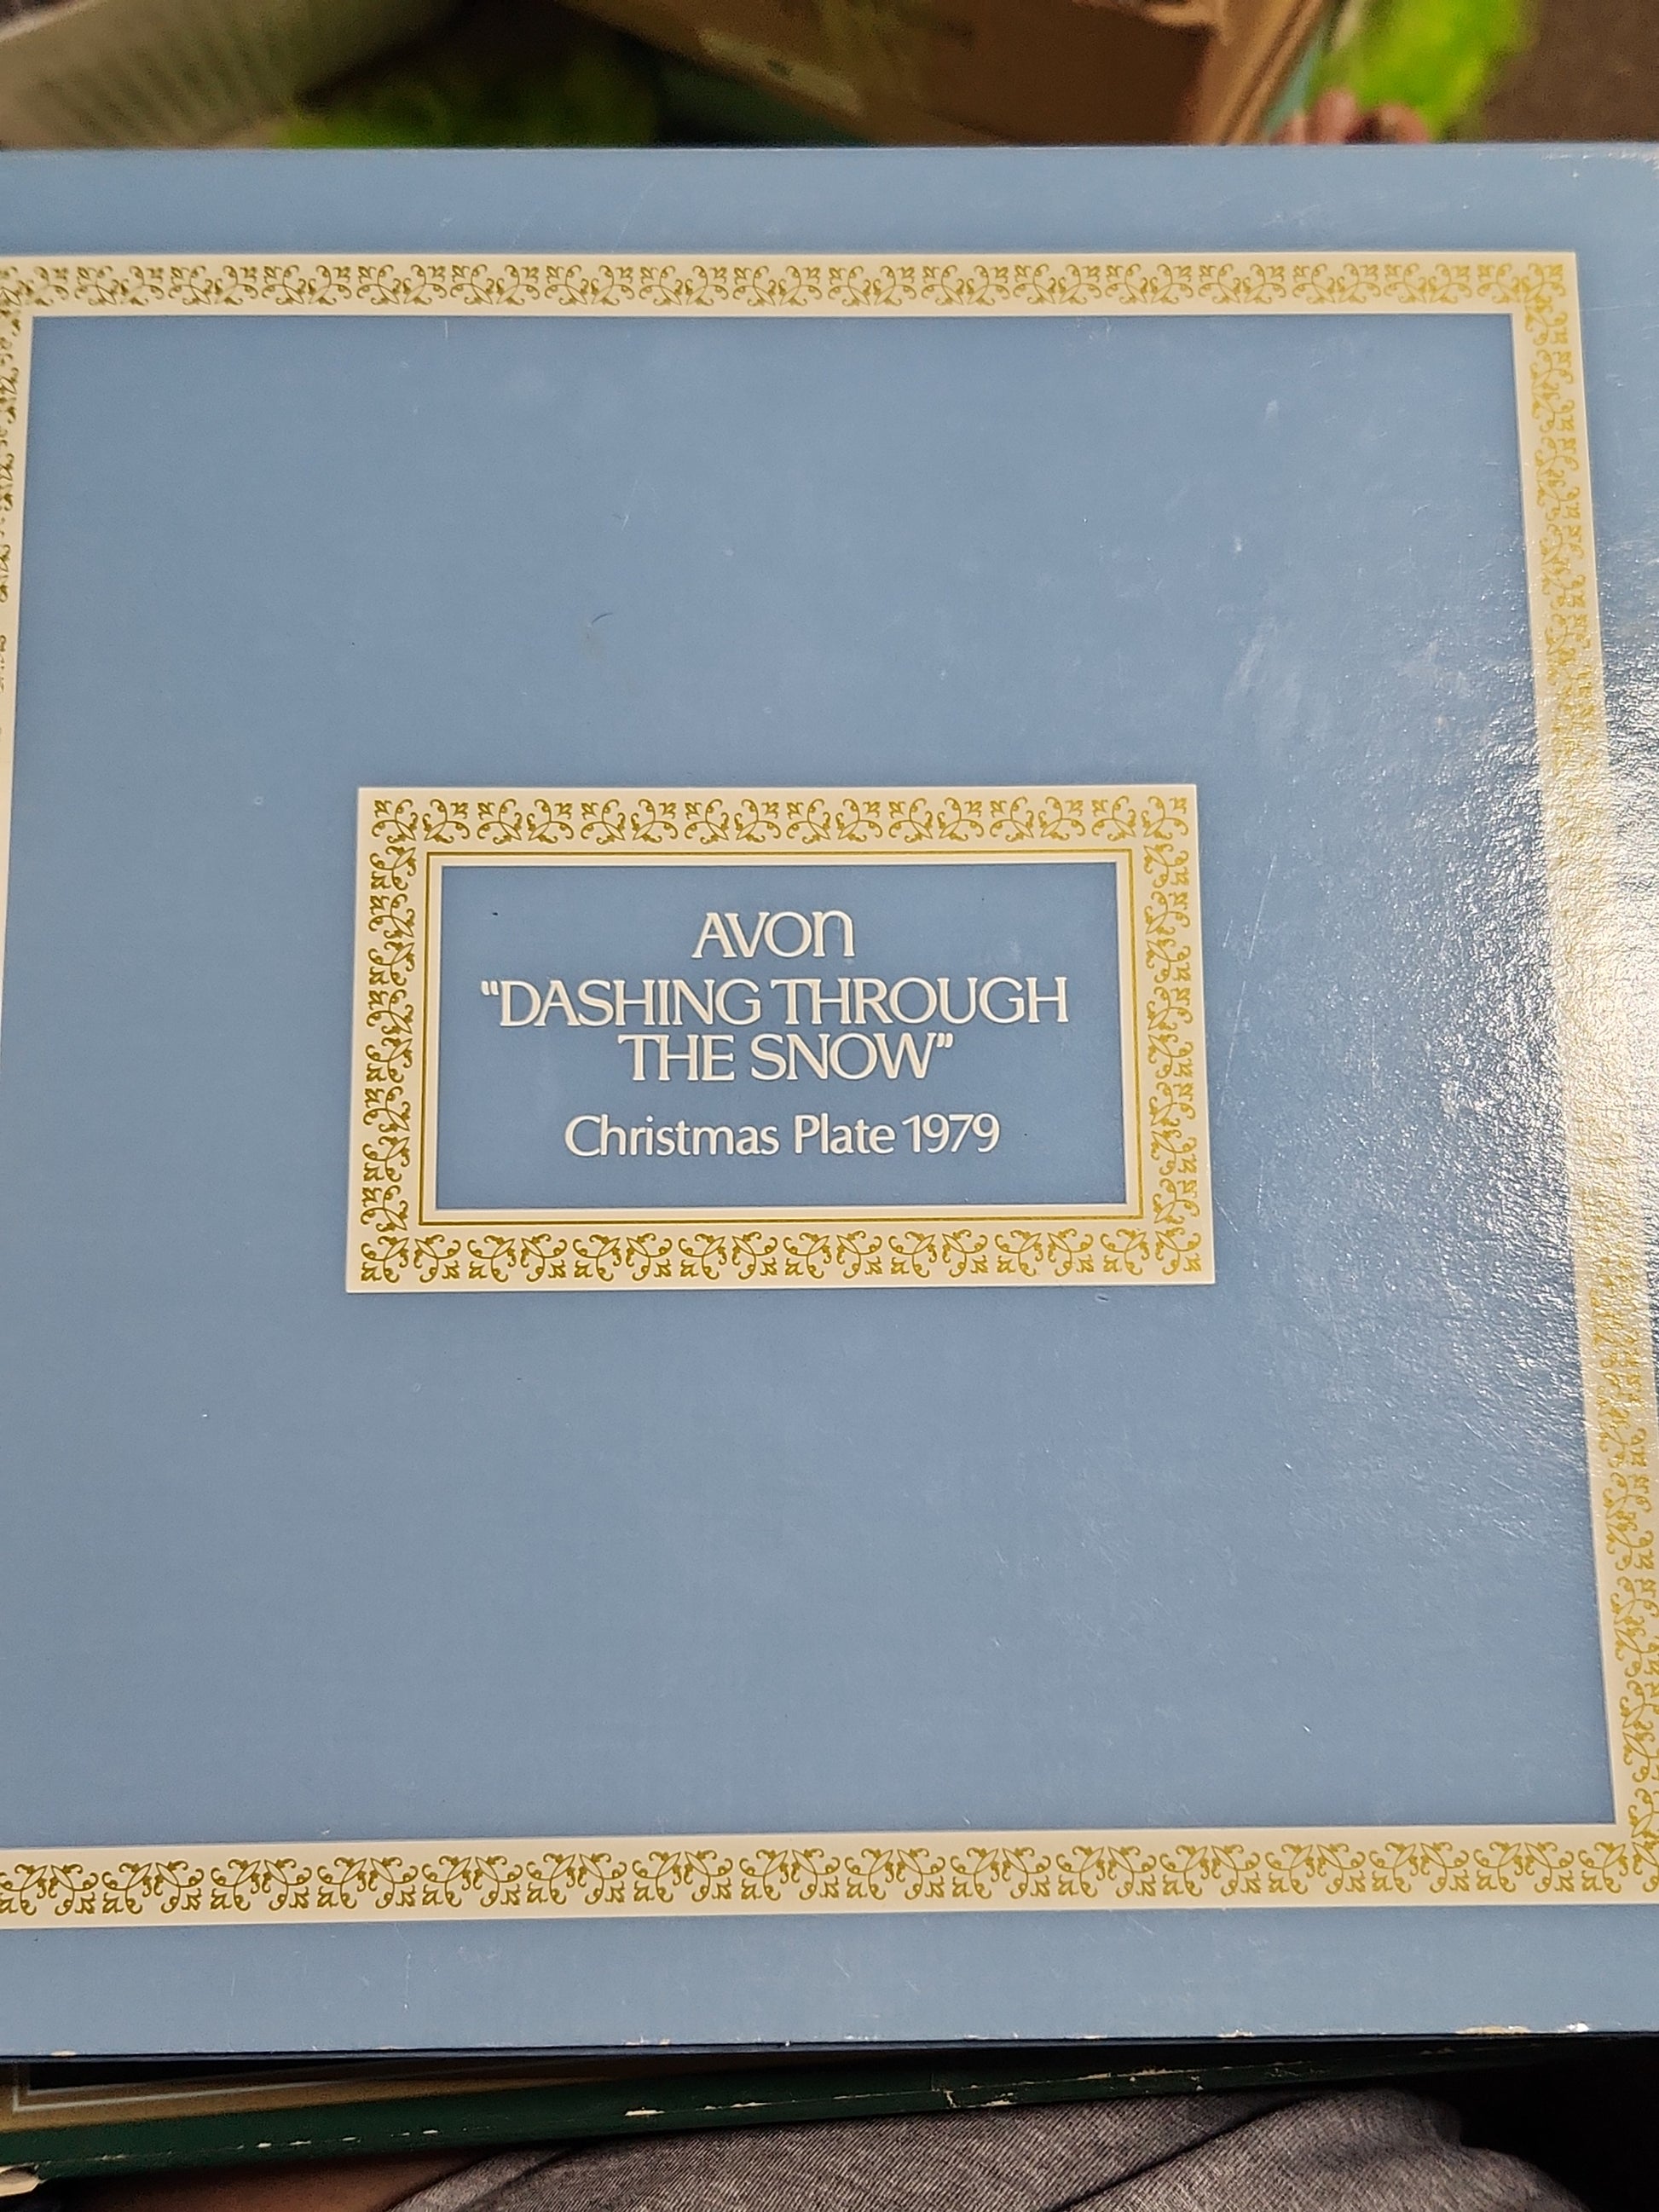 AVON
"DASHING THROUGH
THE SNOW"
Christmas Plate 1979